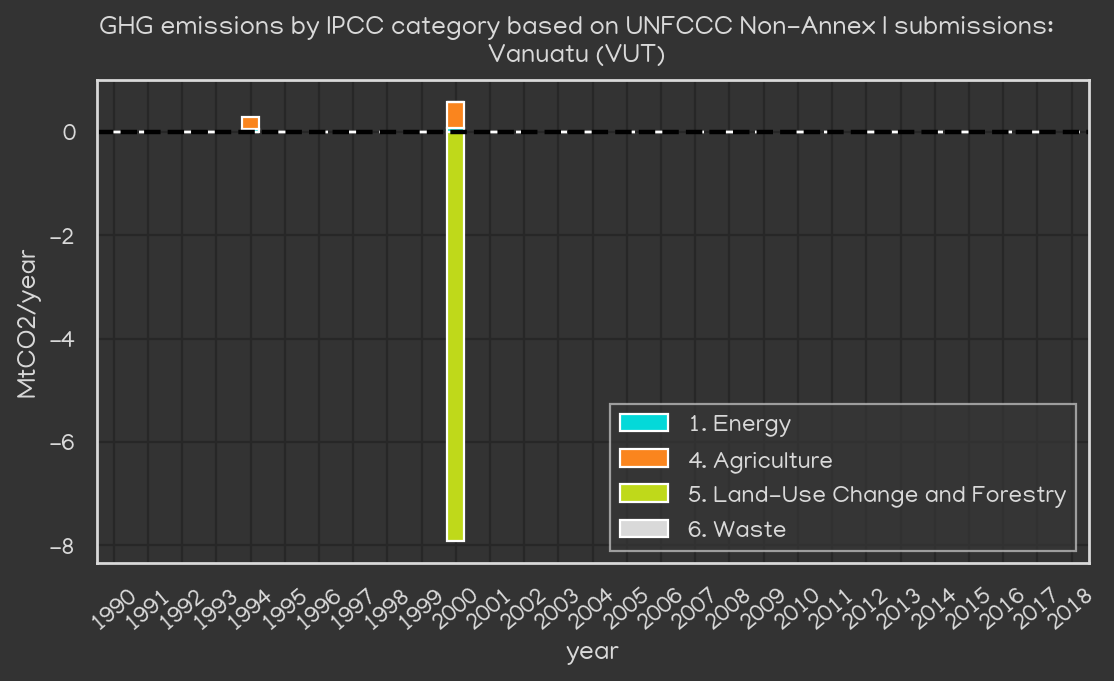 GHG emissions by IPCC category based on UNFCCC Non-Annex I submissions:
Vanuatu (VUT)
0
-2
-4
-6
-8
MtCO2/year
1. Energy
4. Agriculture
5. Land-Use Change and Forestry
6. Waste
1990 1991 1992 1993 1994 1995 1996 1997 1998 1999 2000 2001 2002 2003 2004 2005 2006 2007 2008 2009 2010 2011 2012 2013 2014 2015 2016 2017 2018
year